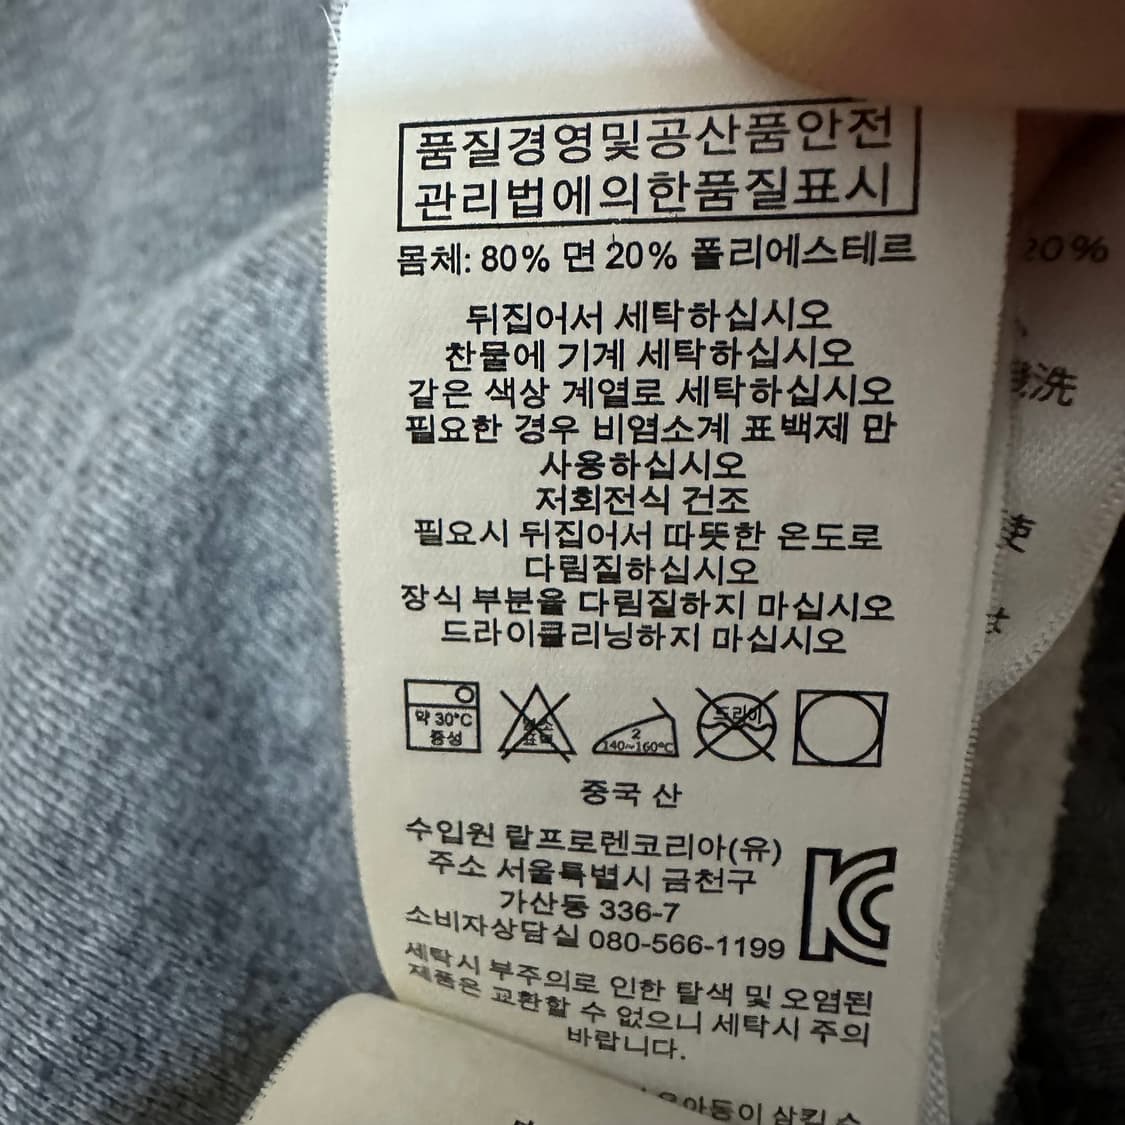 품질경영및공산품안전
관리법에의한품질표시
몸체: 80% 면 20% 폴리에스테르
뒤집어서 세탁하십시오
찬물에 기계 세탁하십시오
같은 색상 계열로 세탁하십시오
필요한 경우 비염소계 표백제 만
사용하십시오
저회전식 건조
필요시 뒤집어서 따뜻한 온도로
다림질하십시오
장식 부분을 다림질하지 마십시오
드라이클리닝하지 마십시오
약 30°C
중성
염소
표백
2
140~160°C
드라이
중국 산
수입원 랄프로렌코리아(유)
주소 서울특별시 금천구
가산동 336-7
소비자상담실 080-566-1199
세탁시 부주의로 인한 탈색 및 오염된
제품은 교환할 수 없으니 세탁시 주의
바랍니다.
삼킬 수
20%
洗
使